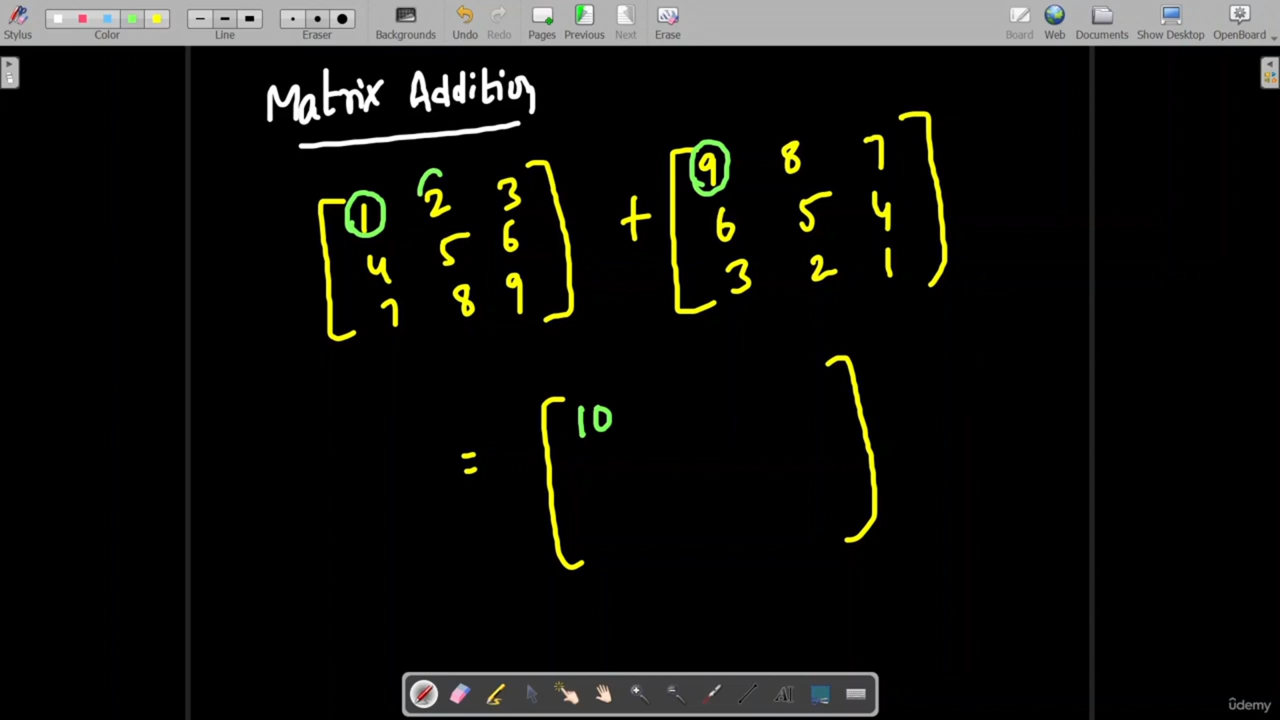 Stylus Color Line Eraser Backgrounds Undo Redo Pages Previous Next Erase Board Web Documents Show Desktop OpenBoard
Matrix Addition
[1 2 3] + [9 8 7]
4 5 6 6 5 4
7 8 9 3 2 1
= [10 ]
AI
ûdemy